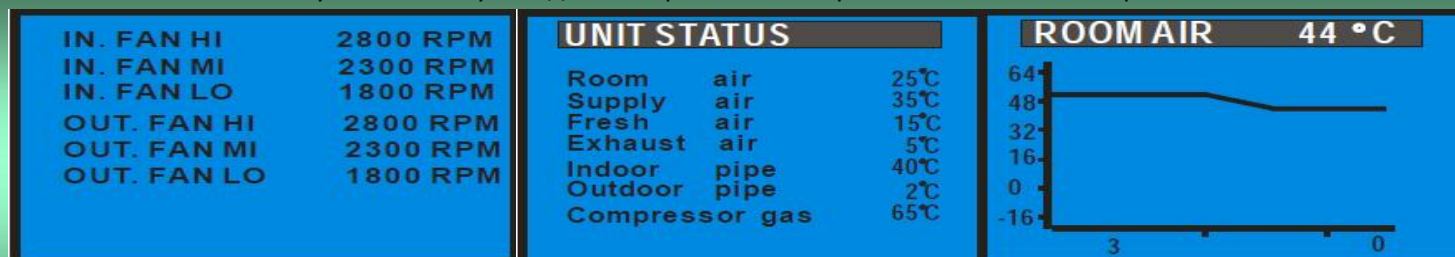 IN. FAN HI 2800 RPM
IN. FAN MI 2300 RPM
IN. FAN LO 1800 RPM
OUT. FAN HI 2800 RPM
OUT. FAN MI 2300 RPM
OUT. FAN LO 1800 RPM
UNIT STATUS
Room air 25°C
Supply air 35°C
Fresh air 15°C
Exhaust air 5°C
Indoor pipe 40°C
Outdoor pipe 2°C
Compressor gas 65°C
ROOM AIR 44 °C
64
48
32
16
0
-16
3 0